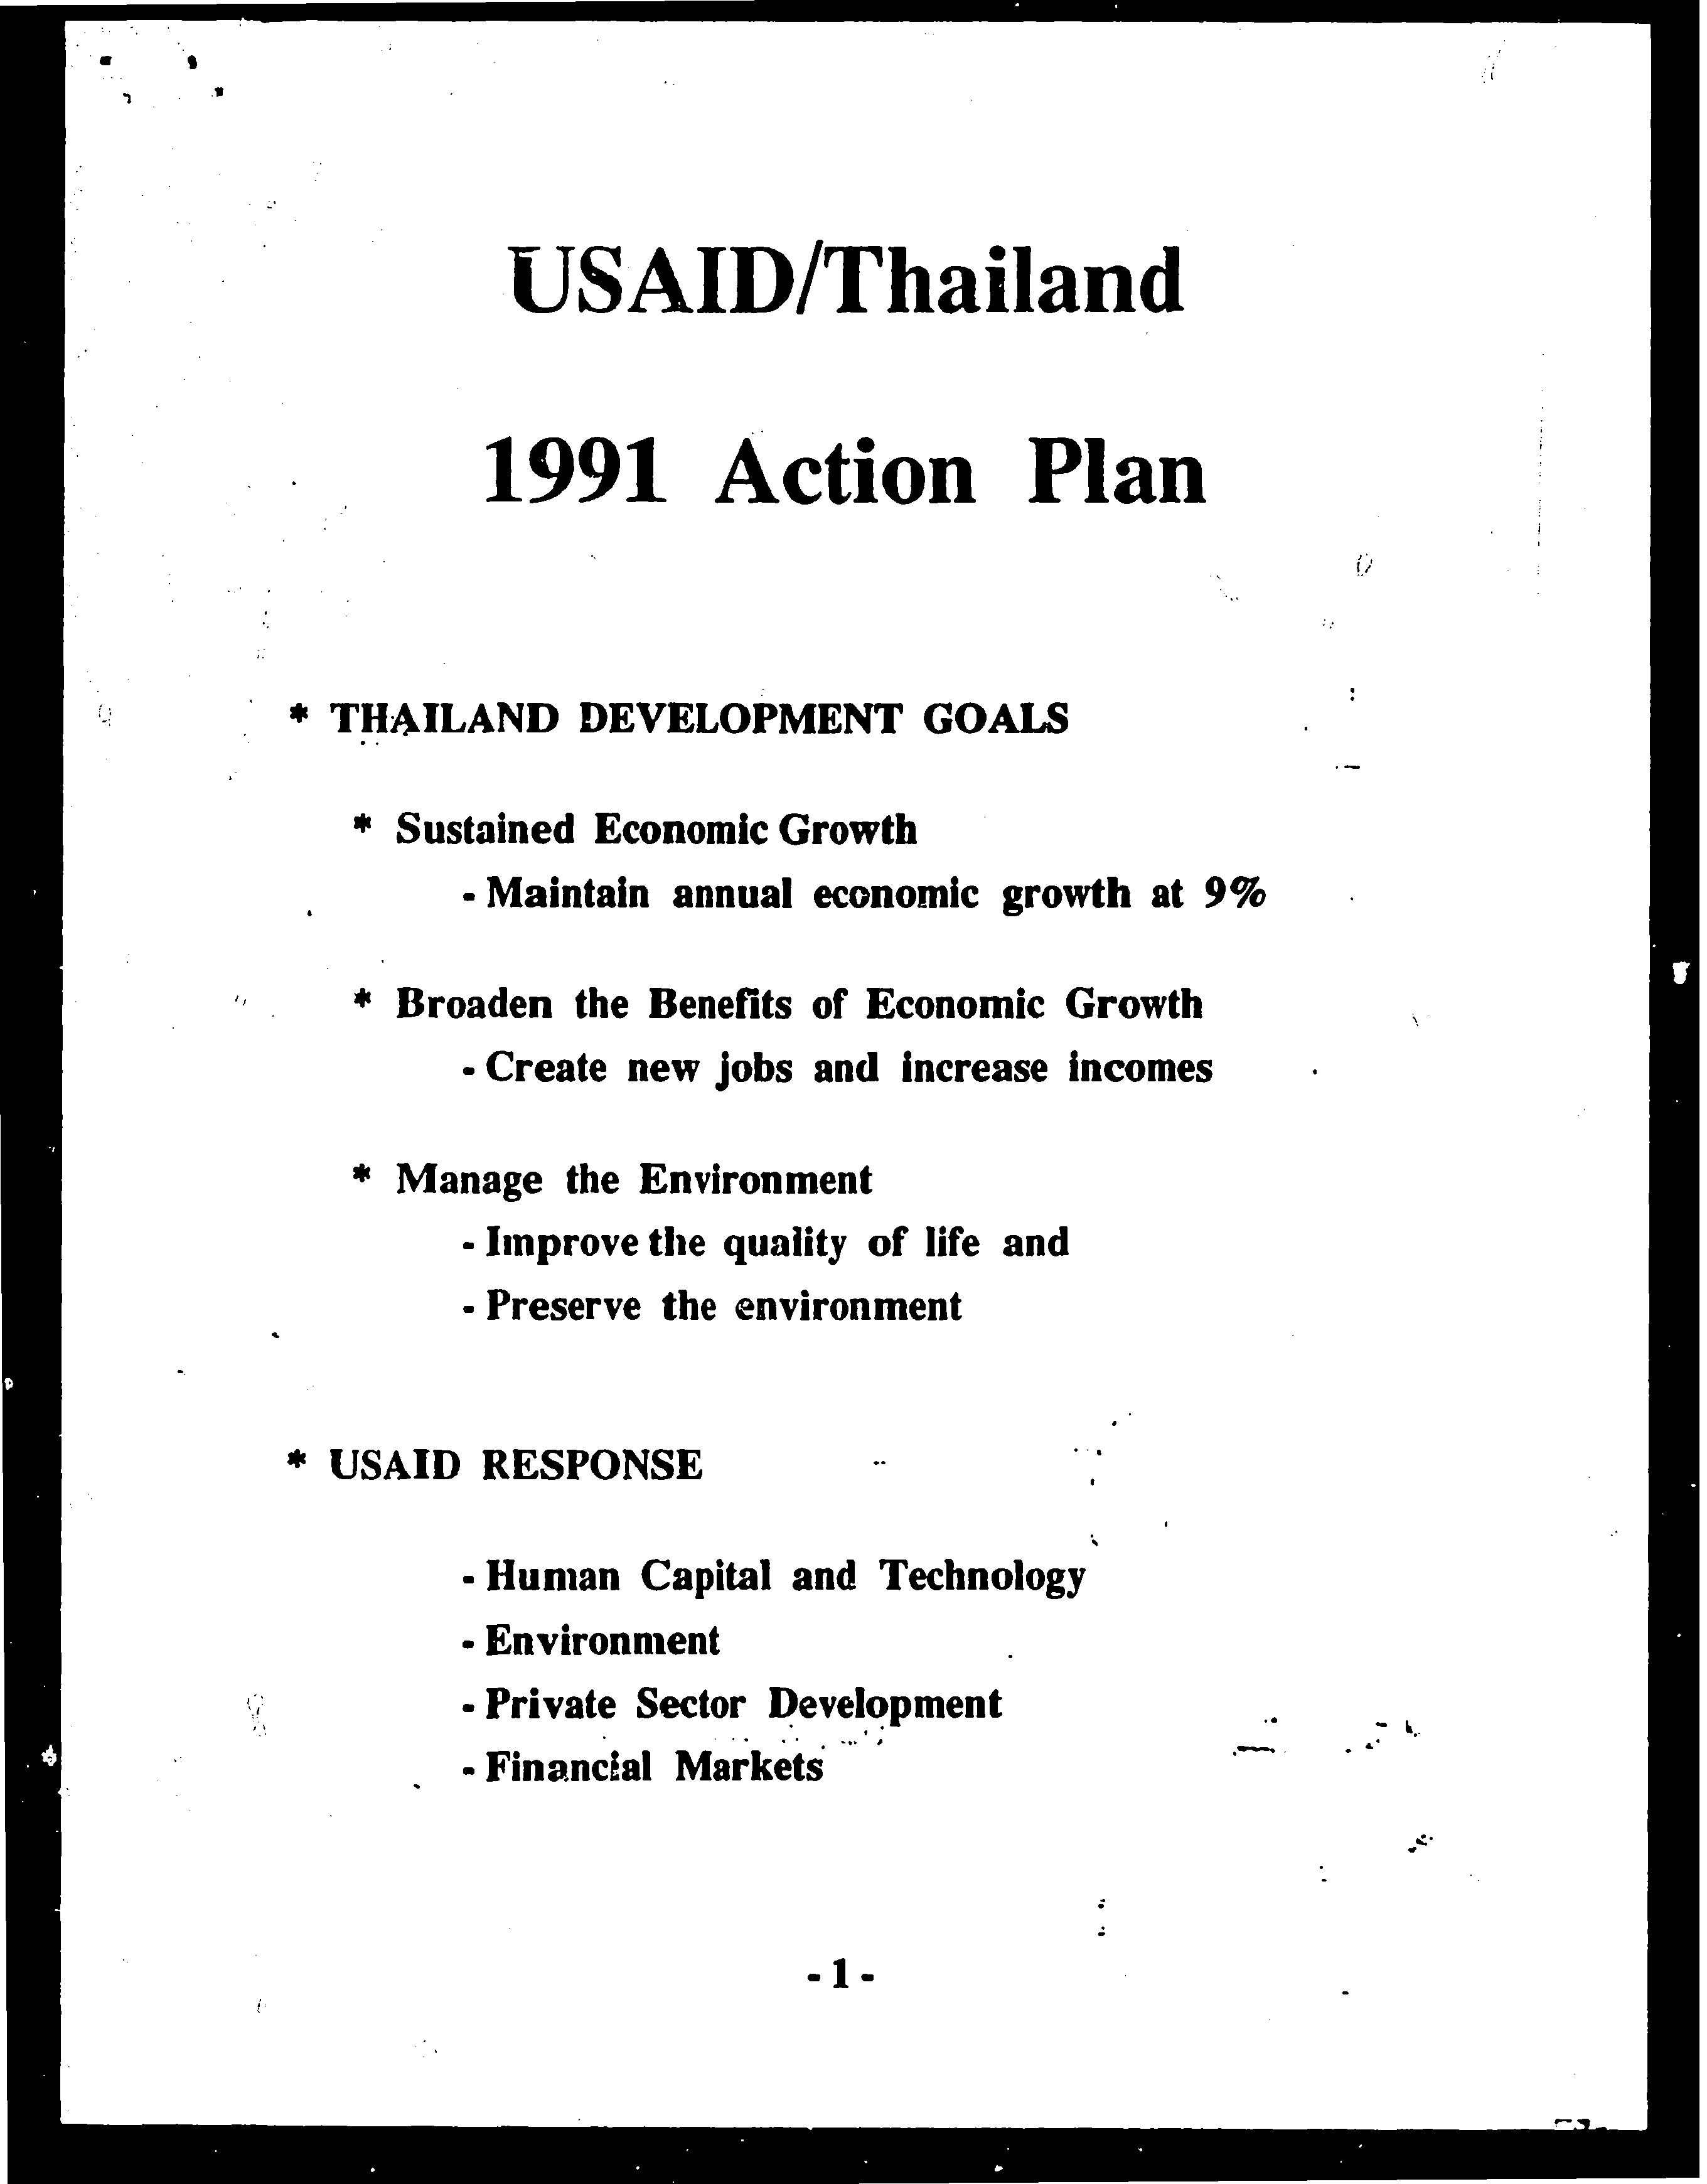 USAID/Thailand
1991 Action Plan
* THAILAND DEVELOPMENT GOALS
* Sustained Economic Growth
- Maintain annual economic growth at 9%
* Broaden the Benefits of Economic Growth
- Create new jobs and increase incomes
* Manage the Environment
- Improve the quality of life and
- Preserve the environment
* USAID RESPONSE
- Human Capital and Technology
- Environment
- Private Sector Development
- Financial Markets
- 1 -